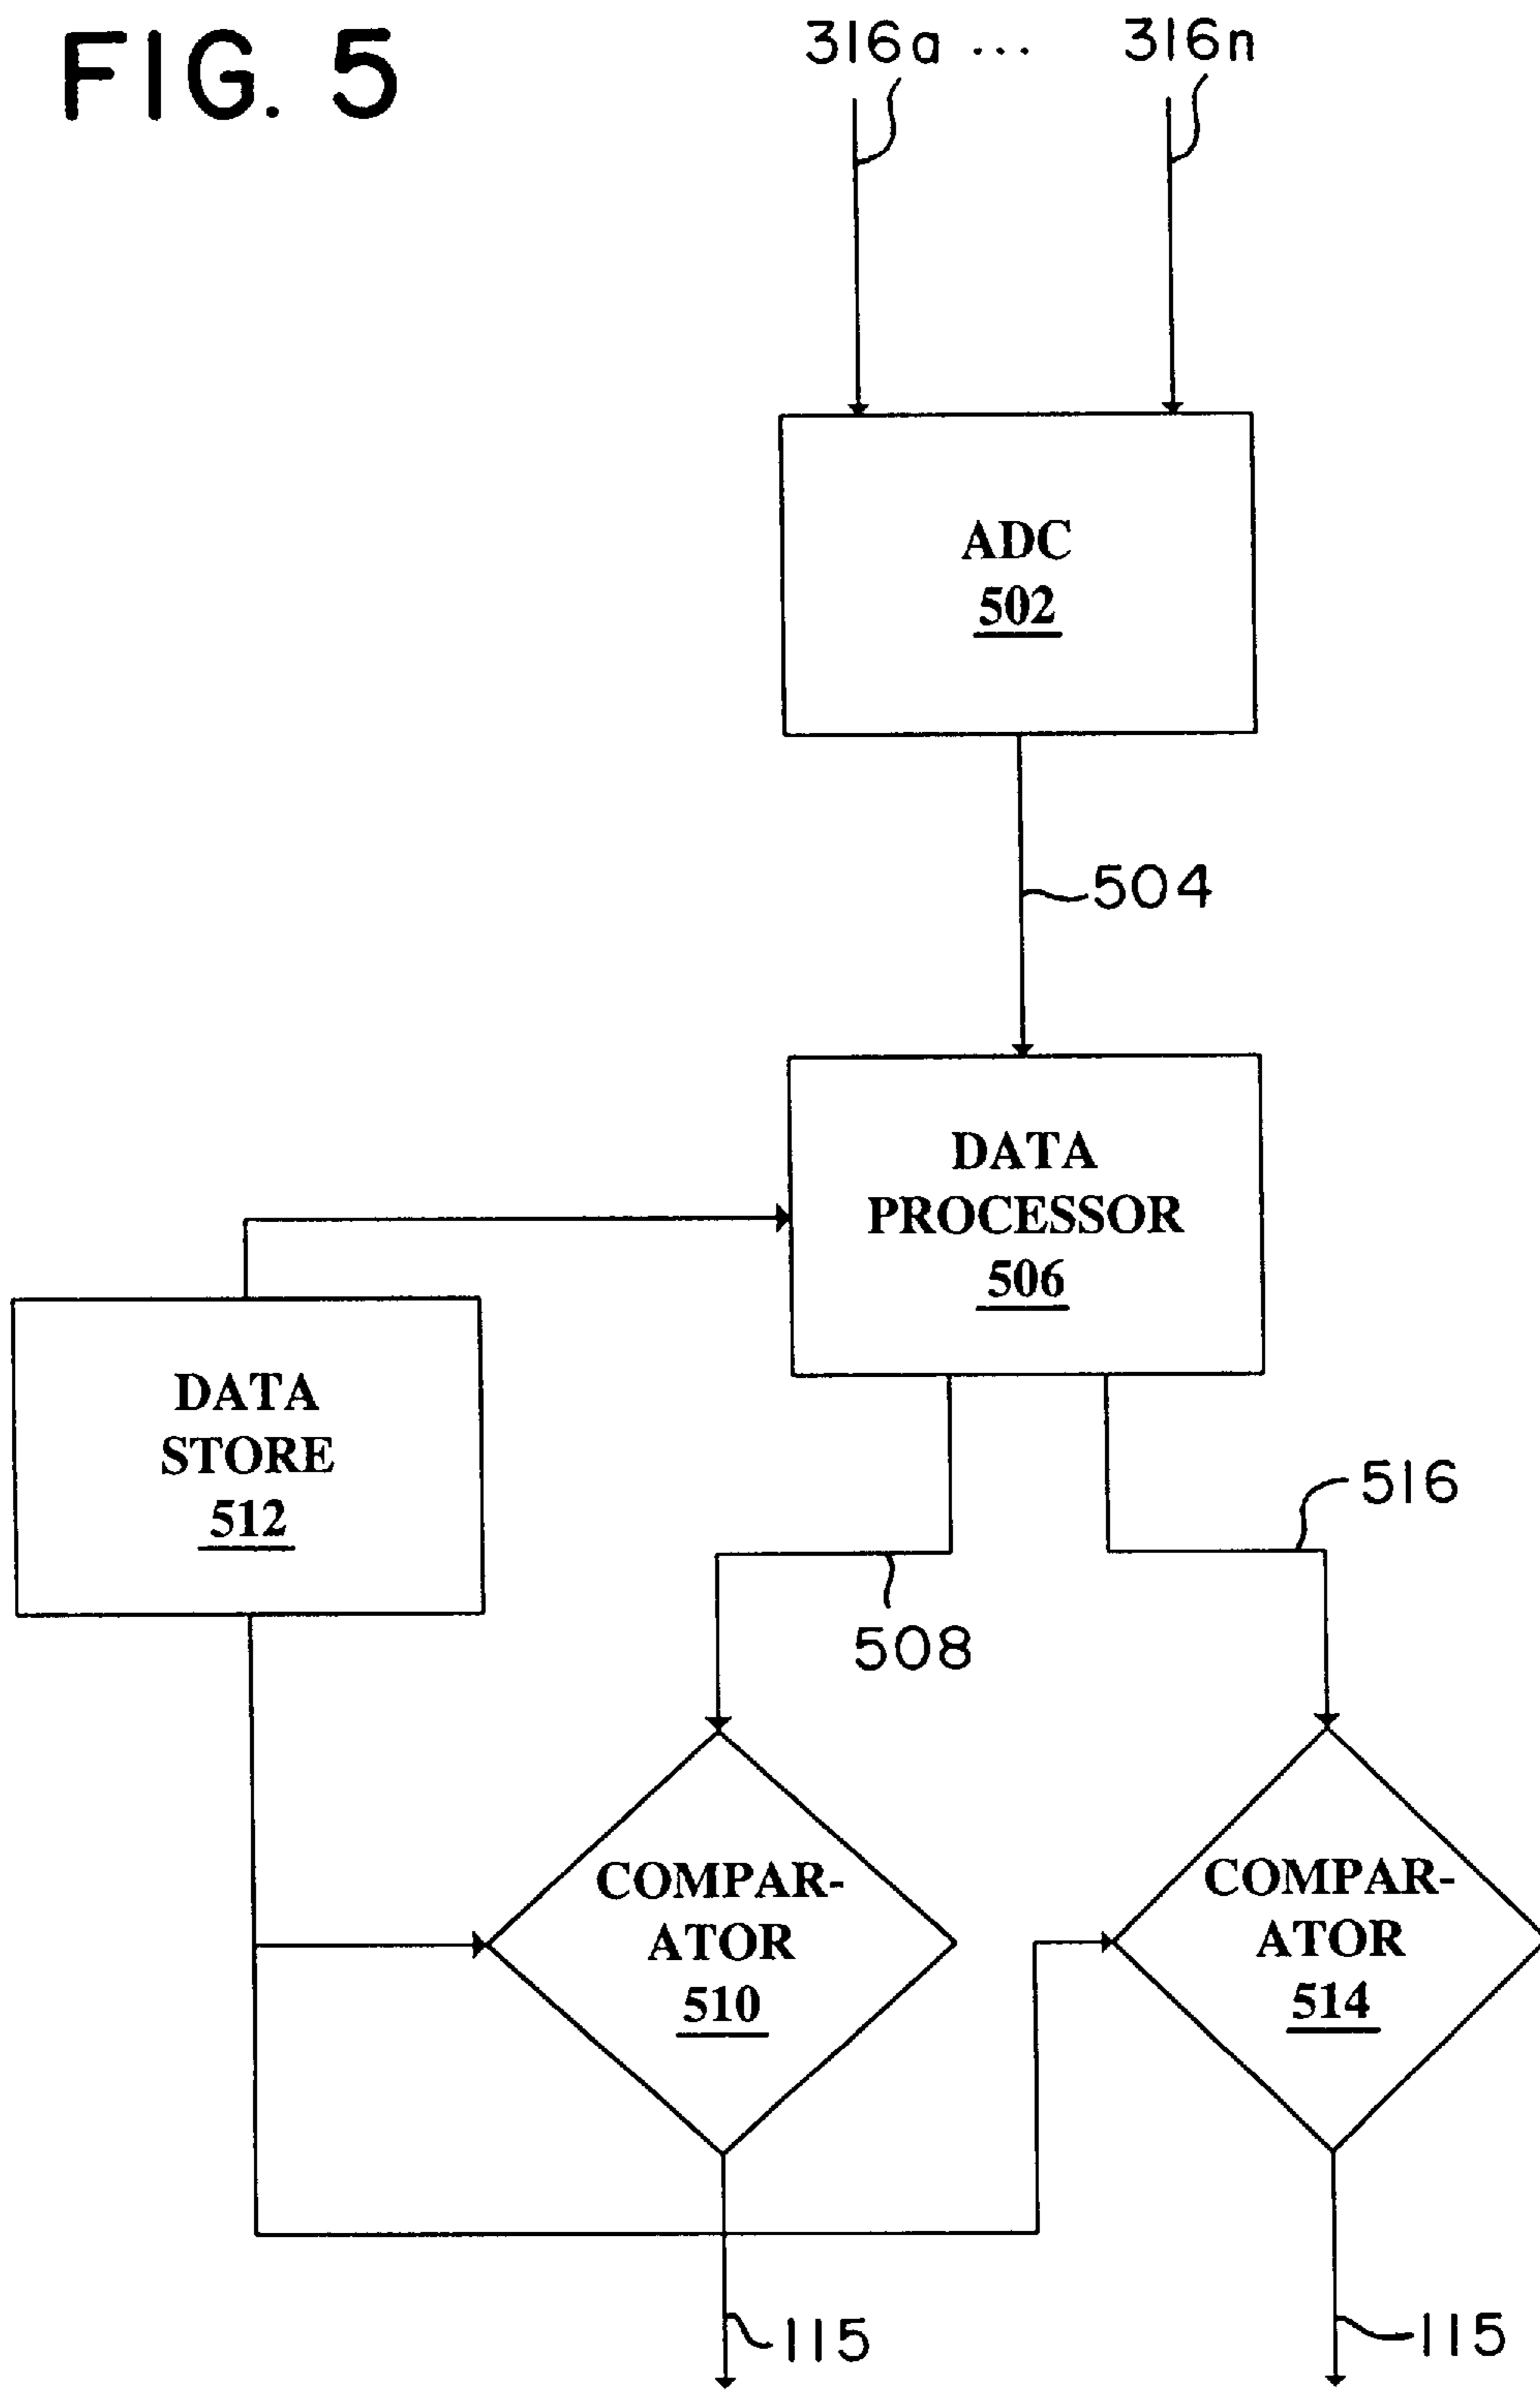 FIG. 5
316a ... 316n
ADC
502
504
DATA
PROCESSOR
506
DATA
STORE
512
516
508
COMPAR-
ATOR
510
COMPAR-
ATOR
514
115
115